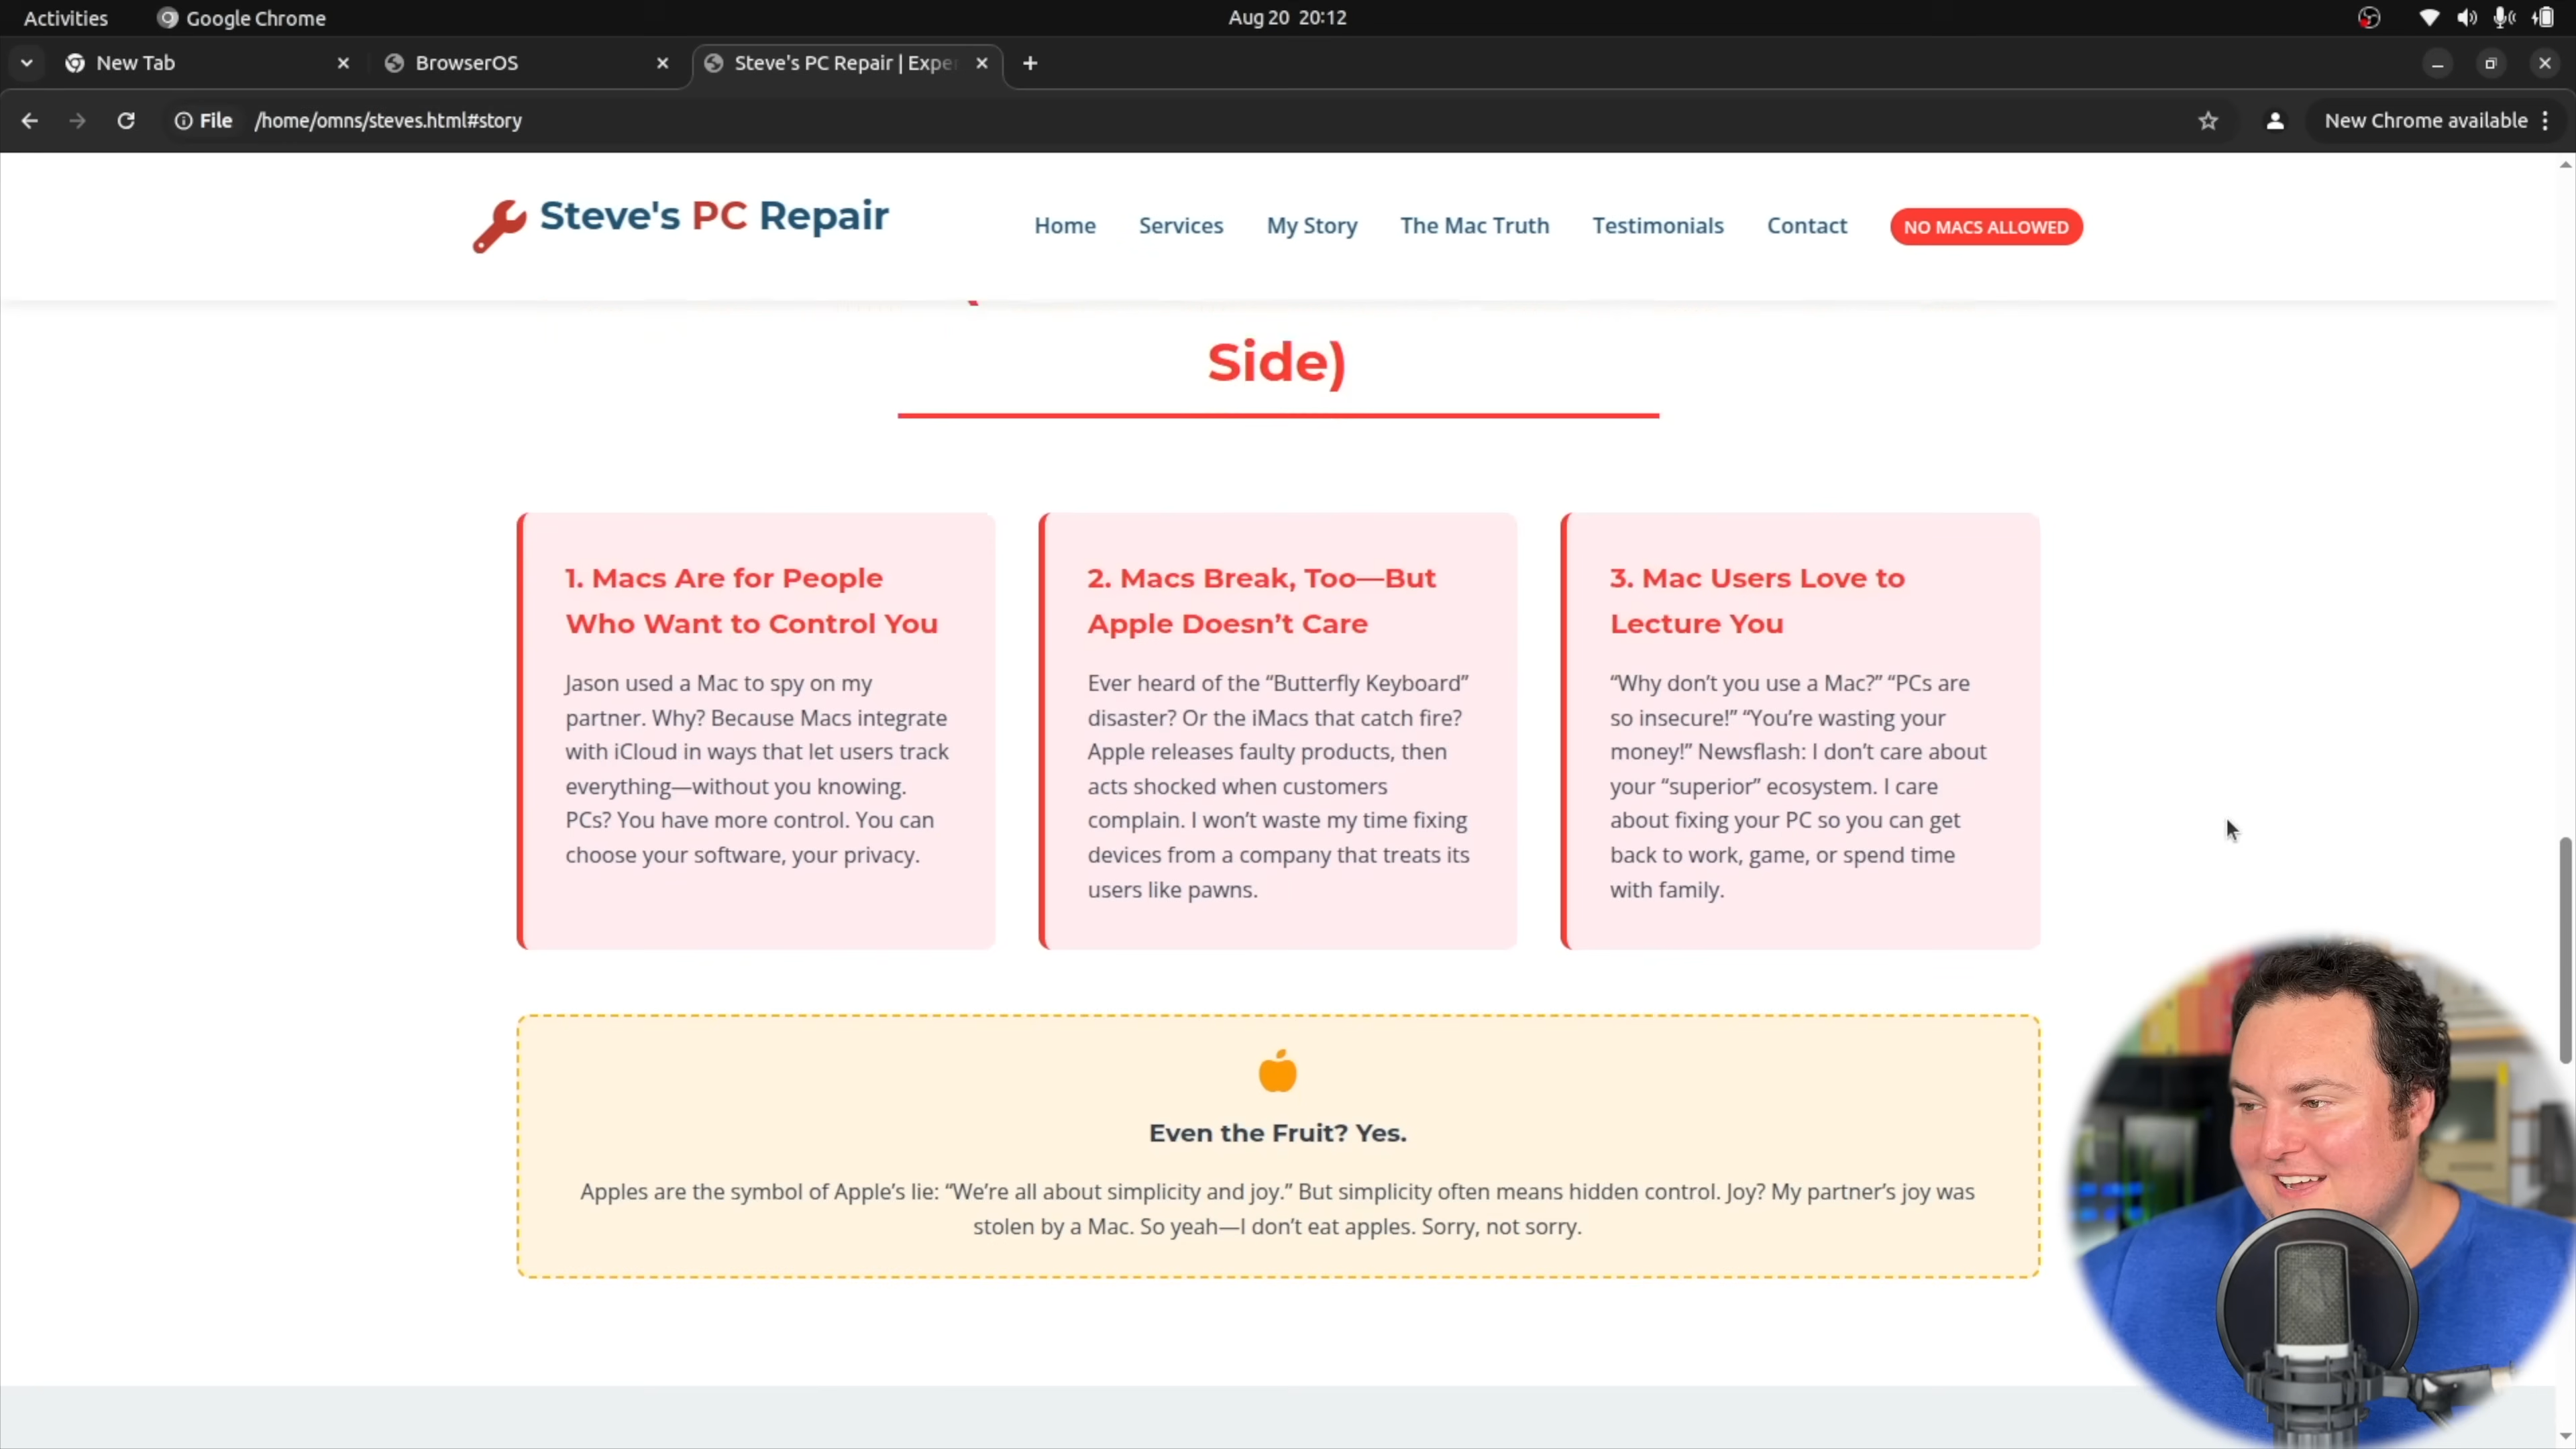 Activities
Google Chrome
Aug 20 20:12
New Tab
BrowserOS
Steve's PC Repair | Expe
File
/home/omns/steves.html#story
New Chrome available
Steve's PC Repair
Home
Services
My Story
The Mac Truth
Testimonials
Contact
NO MACS ALLOWED
Side)
1. Macs Are for People
Who Want to Control You
Jason used a Mac to spy on my
partner. Why? Because Macs integrate
with iCloud in ways that let users track
everything—without you knowing.
PCs? You have more control. You can
choose your software, your privacy.
2. Macs Break, Too—But
Apple Doesn’t Care
Ever heard of the “Butterfly Keyboard”
disaster? Or the iMacs that catch fire?
Apple releases faulty products, then
acts shocked when customers
complain. I won’t waste my time fixing
devices from a company that treats its
users like pawns.
3. Mac Users Love to
Lecture You
“Why don’t you use a Mac?” “PCs are
so insecure!” “You’re wasting your
money!” Newsflash: I don’t care about
your “superior” ecosystem. I care
about fixing your PC so you can get
back to work, game, or spend time
with family.
Even the Fruit? Yes.
Apples are the symbol of Apple’s lie: “We’re all about simplicity and joy.” But simplicity often means hidden control. Joy? My partner’s joy was
stolen by a Mac. So yeah—I don’t eat apples. Sorry, not sorry.